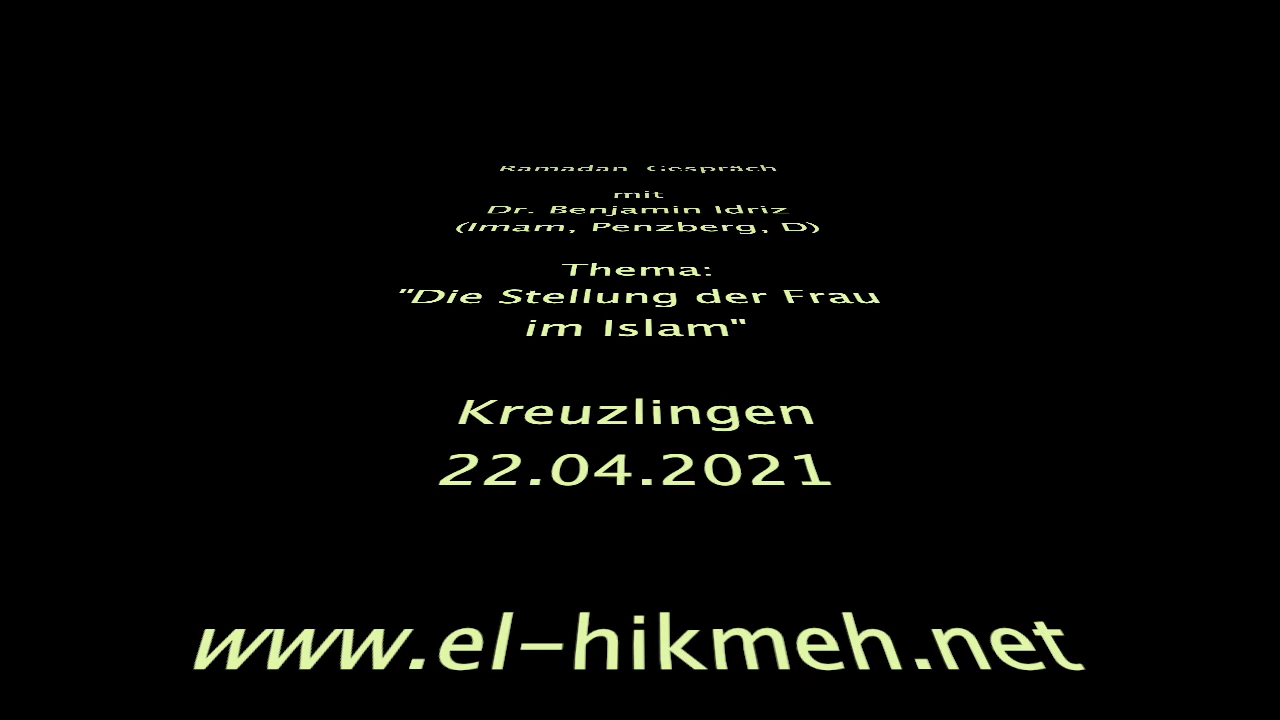 Ramadan Gespräch
mit
Dr. Benjamin Idriz
(Imam, Penzberg, D)
Thema:
"Die Stellung der Frau
im Islam"
Kreuzlingen
22.04.2021
www.el-hikmeh.net